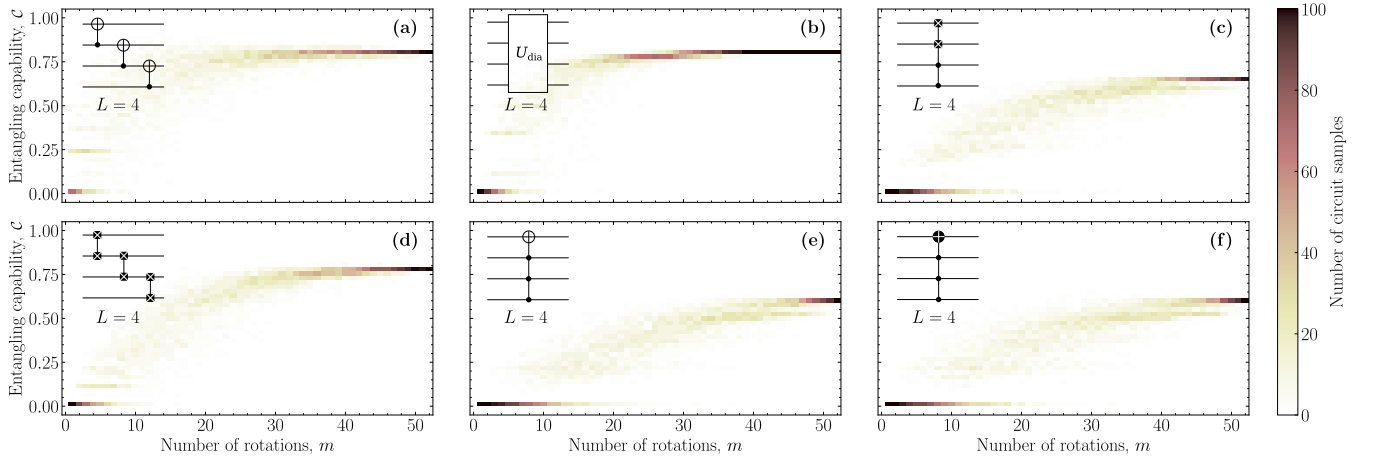 Entangling capability, 𝒞
1.00
0.75
0.50
0.25
0.00
(a)
L = 4
(b)
U_dia
L = 4
(c)
L = 4
100
80
60
40
20
0
Number of circuit samples
Entangling capability, 𝒞
1.00
0.75
0.50
0.25
0.00
(d)
L = 4
0 10 20 30 40 50
Number of rotations, m
(e)
L = 4
0 10 20 30 40 50
Number of rotations, m
(f)
L = 4
0 10 20 30 40 50
Number of rotations, m